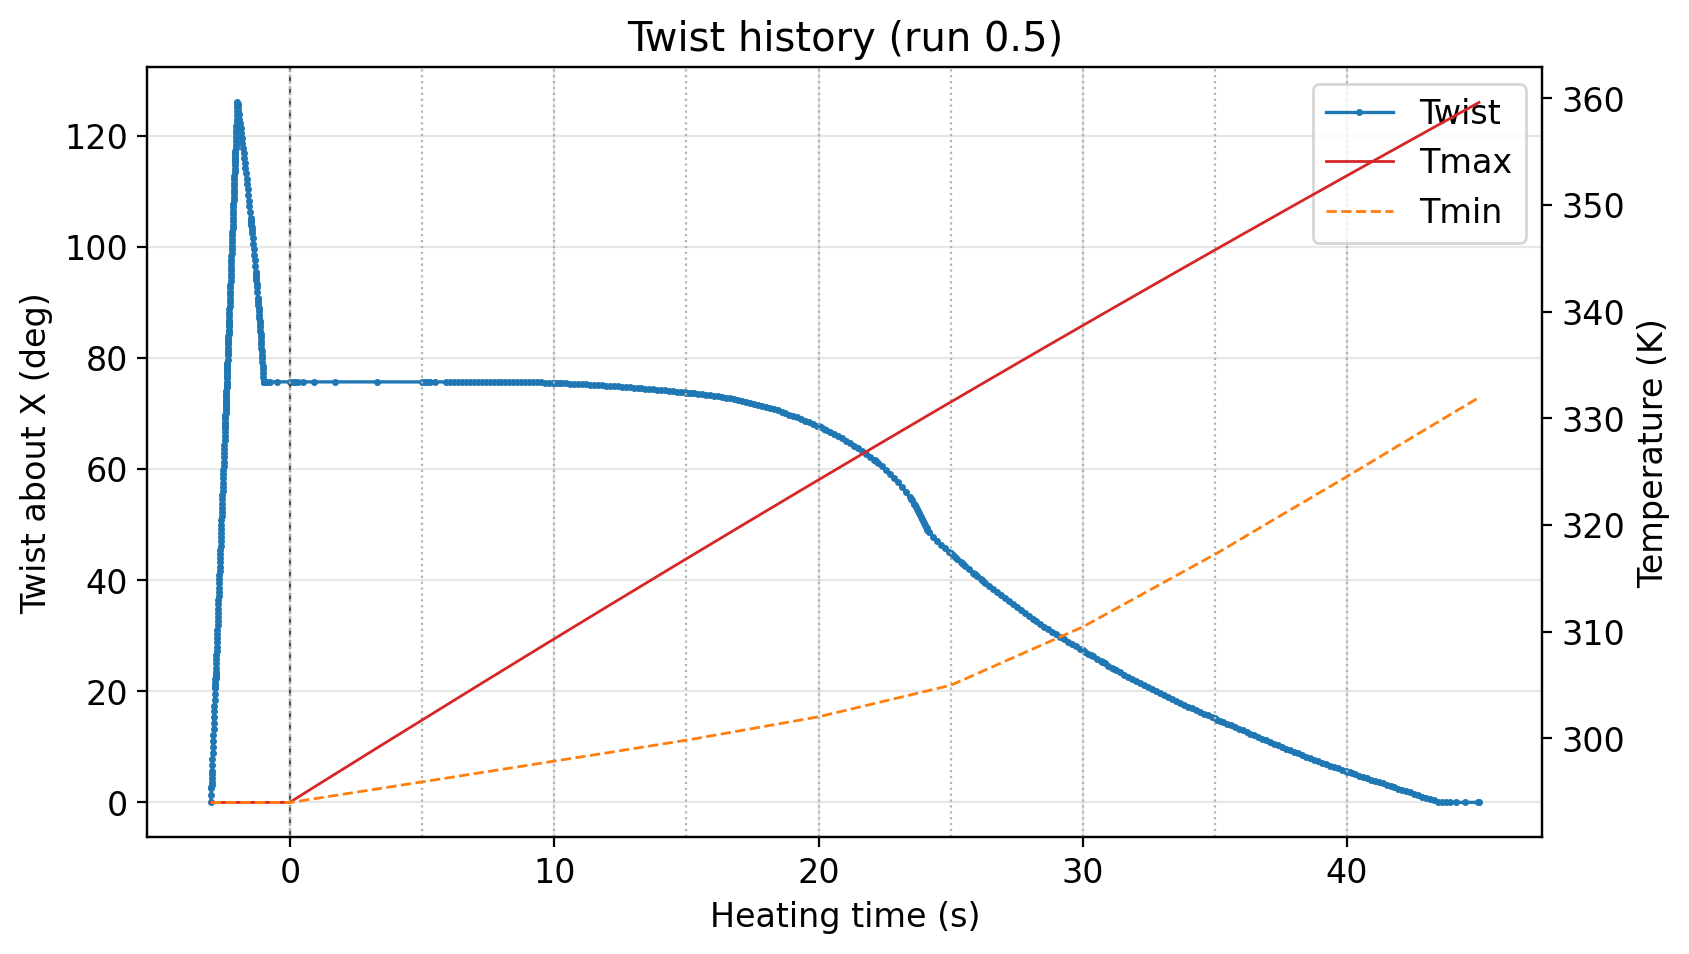 Twist history (run 0.5)
Twist about X (deg)
120
100
80
60
40
20
0
Twist
Tmax
Tmin
360
350
340
330
320
310
300
Temperature (K)
0 10 20 30 40
Heating time (s)